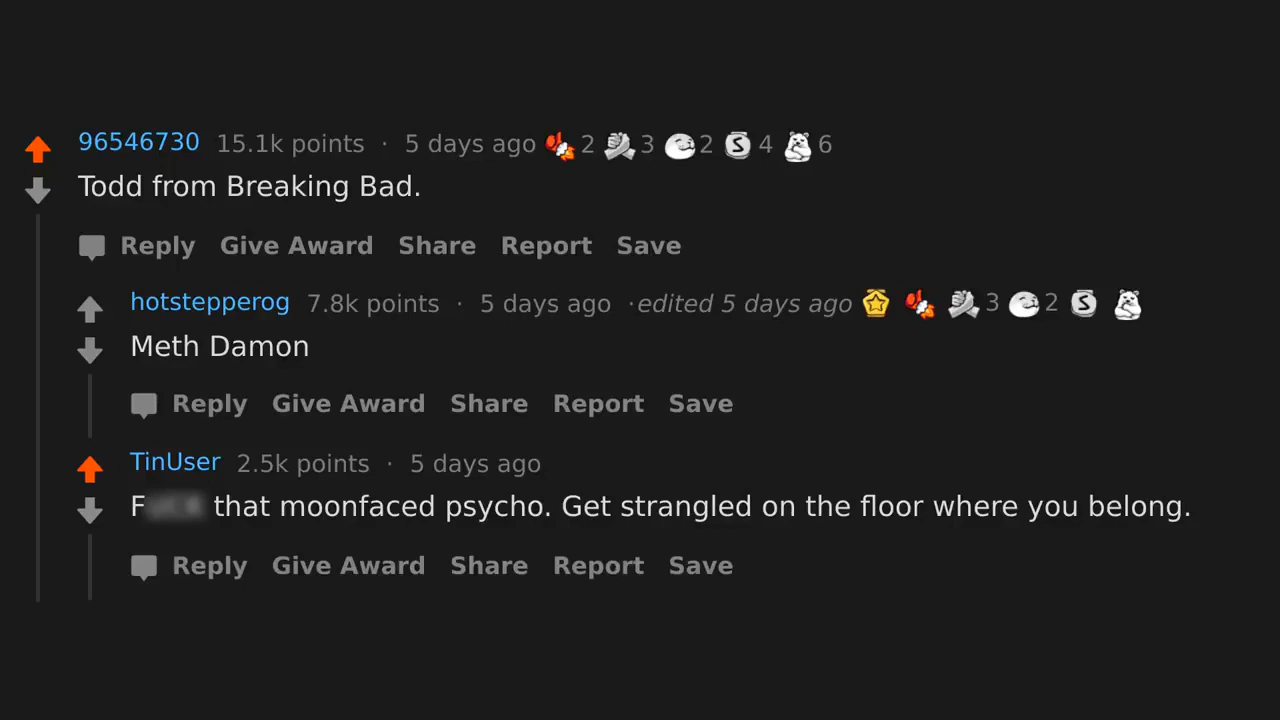 96546730 15.1k points · 5 days ago 2 3 2 4 6
Todd from Breaking Bad.
Reply Give Award Share Report Save
hotstepperog 7.8k points · 5 days ago ·edited 5 days ago 3 2
Meth Damon
Reply Give Award Share Report Save
TinUser 2.5k points · 5 days ago
F that moonfaced psycho. Get strangled on the floor where you belong.
Reply Give Award Share Report Save